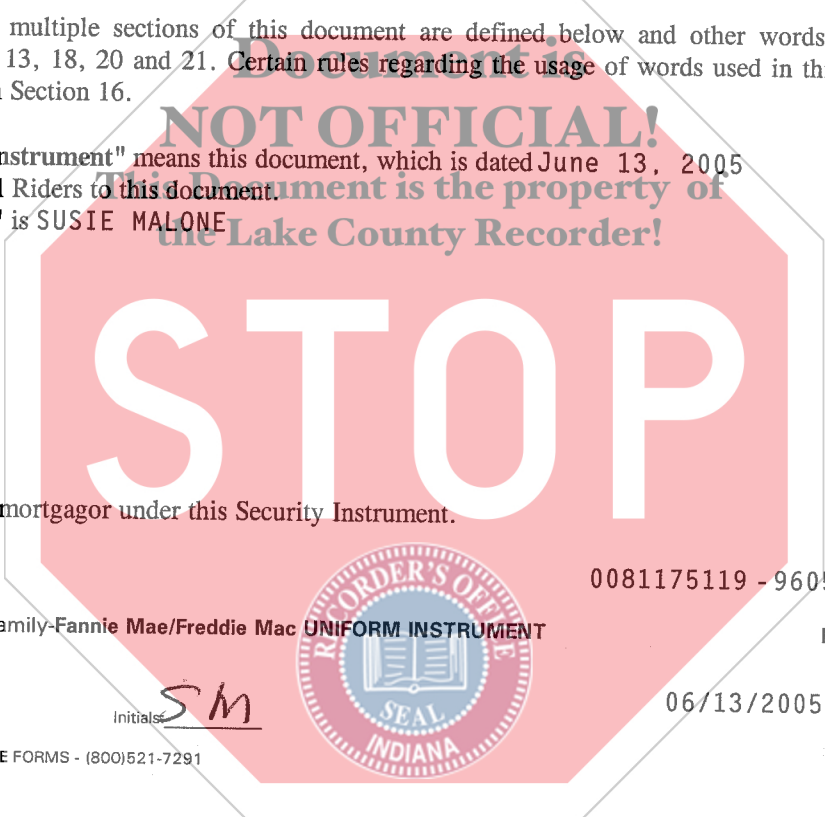 multiple sections of this document are defined below and other words
13, 18, 20 and 21. Certain rules regarding the usage of words used in
Section 16.
Document is
NOT OFFICIAL!
This Document is the property of
the Lake County Recorder!
nstrument" means this document, which is dated June 13, 2005
Riders to this document.
" is SUSIE MALONE
STOP
mortgagor under this Security Instrument.
0081175119 - 960
amily-Fannie Mae/Freddie Mac UNIFORM INSTRUMENT
RECORDER'S OFFICE
SEAL
INDIANA
Initials: SM
06/13/2005
E FORMS - (800)521-7291